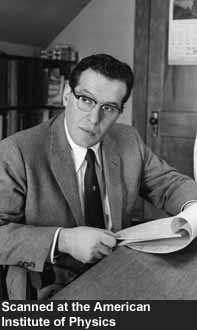 Scanned at the American
Institute of Physics